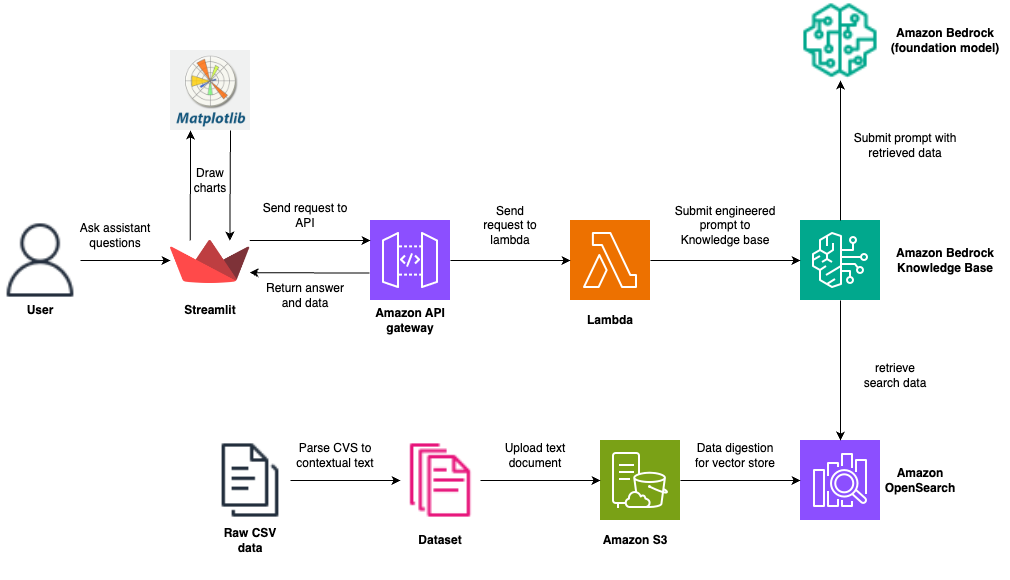 Amazon Bedrock
(foundation model)
Matplotlib
Submit prompt with
retrieved data
Draw
charts
Ask assistant
questions
Send request to
API
Send
request to
lambda
Submit engineered
prompt to
Knowledge base
</>
Amazon Bedrock
Knowledge Base
Return answer
and data
User
Streamlit
Amazon API
gateway
Lambda
retrieve
search data
Parse CVS to
contextual text
Upload text
document
Data digestion
for vector store
Amazon
OpenSearch
Raw CSV
data
Dataset
Amazon S3